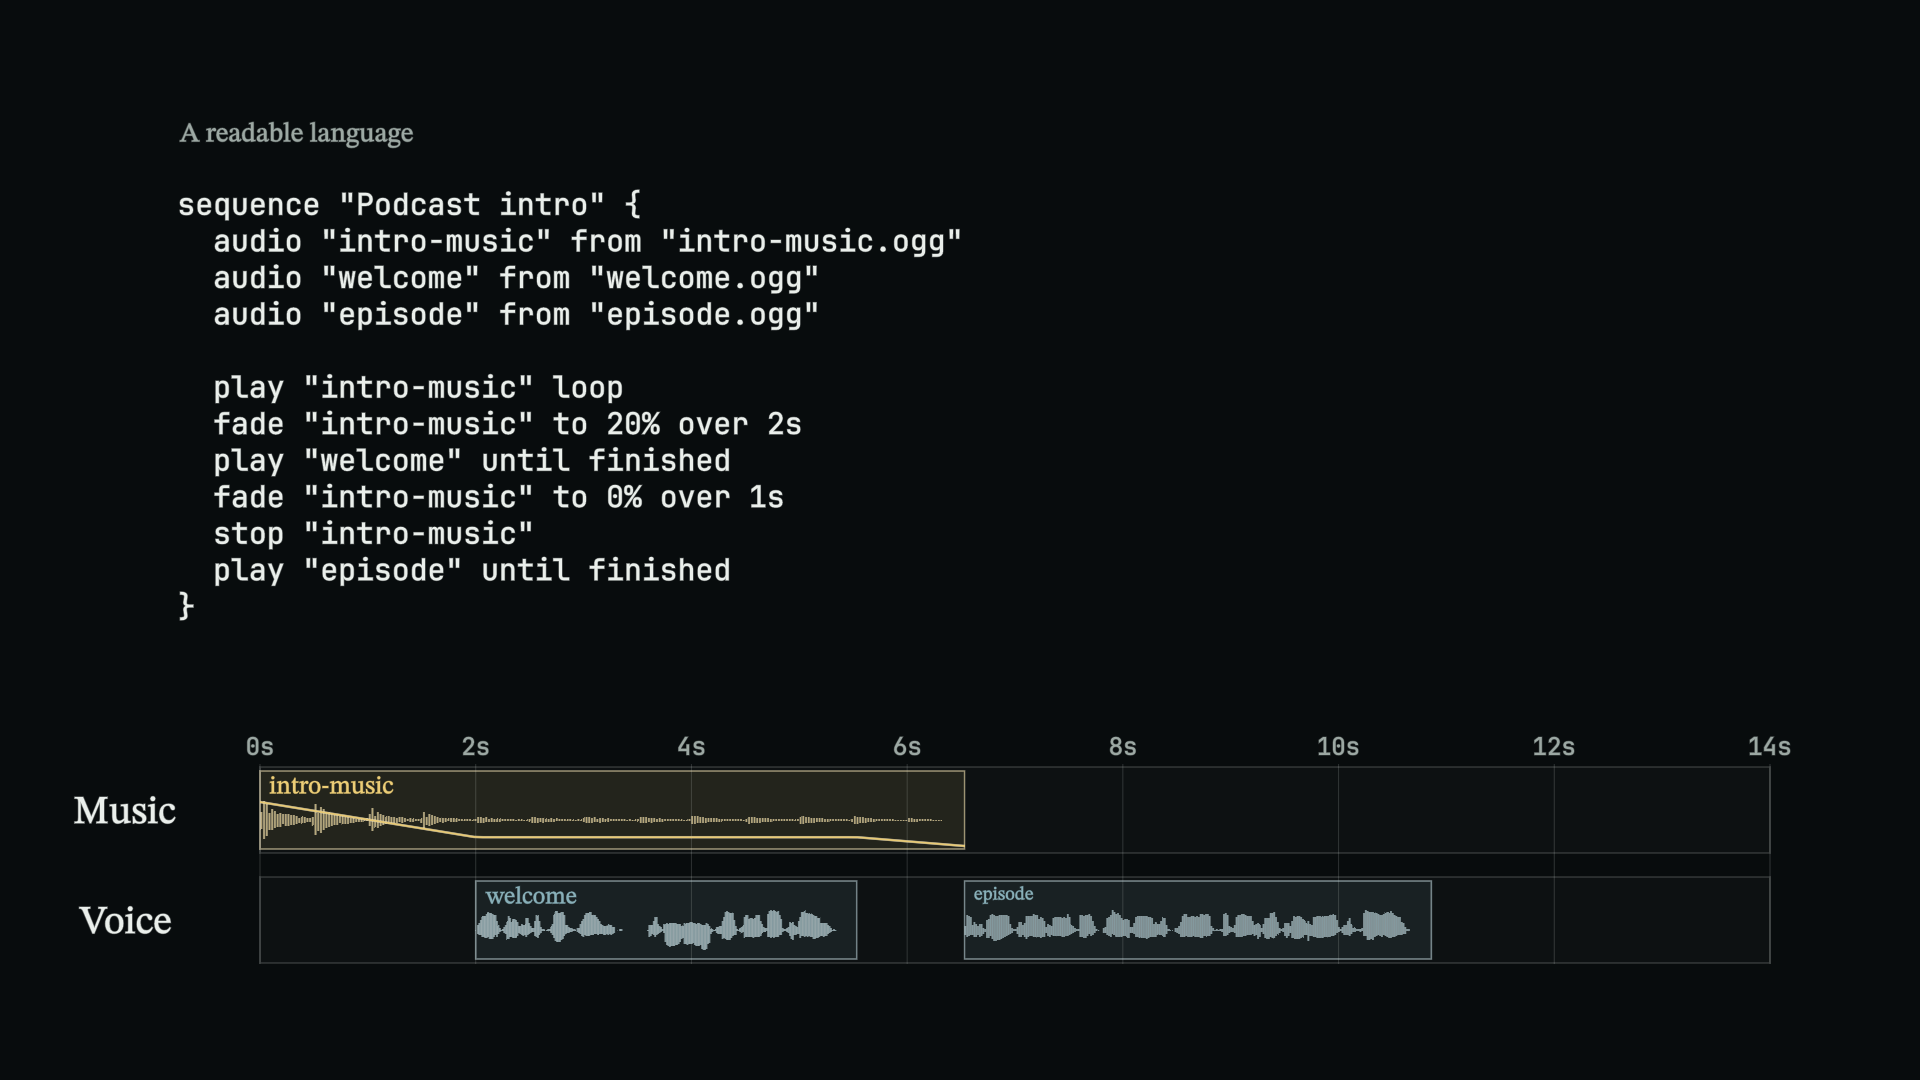 A readable language
sequence "Podcast intro" {
  audio "intro-music" from "intro-music.ogg"
  audio "welcome" from "welcome.ogg"
  audio "episode" from "episode.ogg"

  play "intro-music" loop
  fade "intro-music" to 20% over 2s
  play "welcome" until finished
  fade "intro-music" to 0% over 1s
  stop "intro-music"
  play "episode" until finished
}
0s 2s 4s 6s 8s 10s 12s 14s
intro-music
Music
welcome episode
Voice